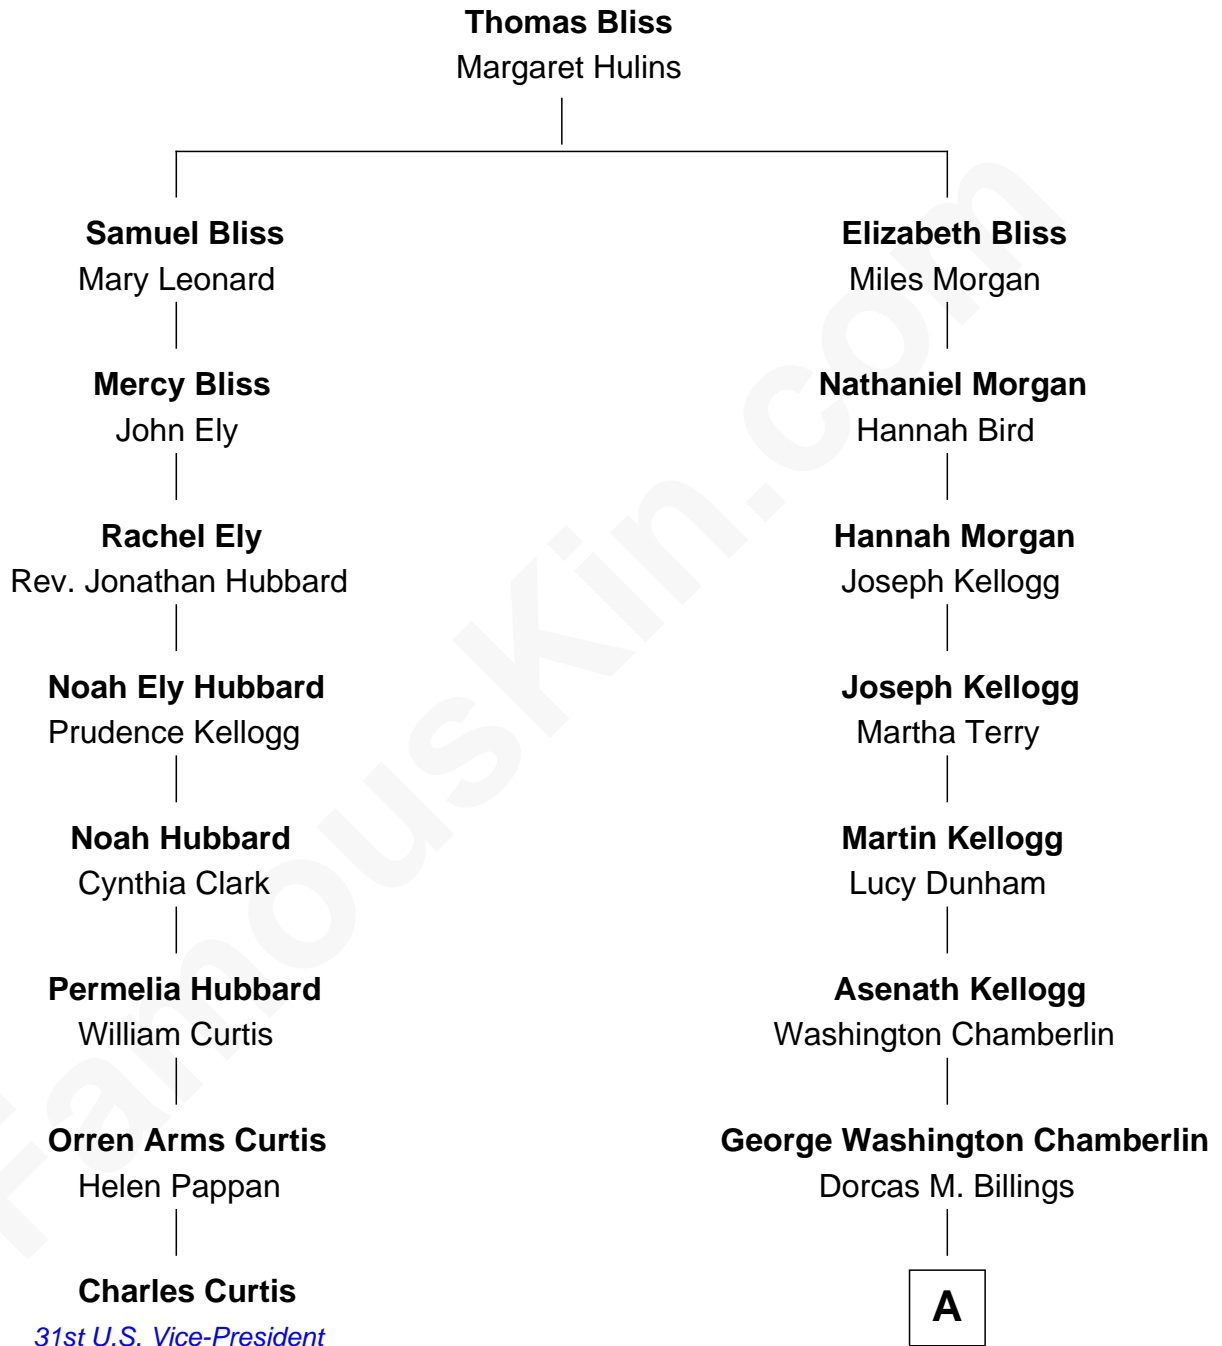 Thomas Bliss
Margaret Hulins
Samuel Bliss
Mary Leonard
Elizabeth Bliss
Miles Morgan
Mercy Bliss
John Ely
Nathaniel Morgan
Hannah Bird
Rachel Ely
Rev. Jonathan Hubbard
Hannah Morgan
Joseph Kellogg
Noah Ely Hubbard
Prudence Kellogg
Joseph Kellogg
Martha Terry
Noah Hubbard
Cynthia Clark
Martin Kellogg
Lucy Dunham
Permelia Hubbard
William Curtis
Asenath Kellogg
Washington Chamberlin
Orren Arms Curtis
Helen Pappan
George Washington Chamberlin
Dorcas M. Billings
Charles Curtis
31st U.S. Vice-President
A
FamousKin.com